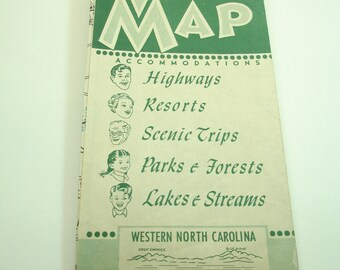 MAP
ACCOMMODATIONS
Highways
Resorts
Scenic Trips
Parks & Forests
Lakes & Streams
WESTERN NORTH CAROLINA